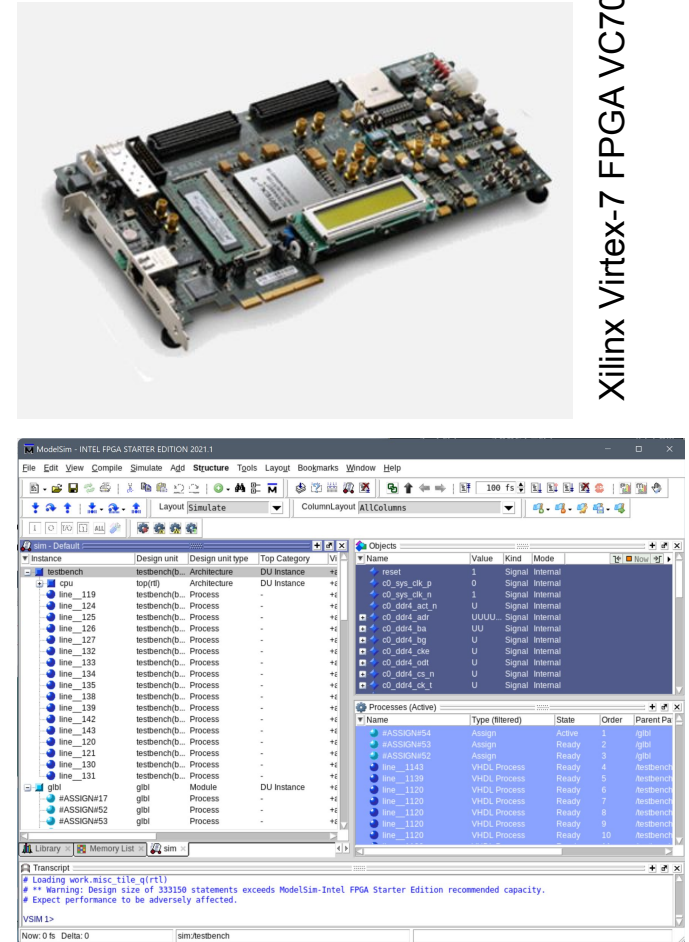 Xilinx Virtex-7 FPGA VC70
ModelSim - INTEL FPGA STARTER EDITION 2021.1
File Edit View Compile Simulate Add Structure Tools Layout Bookmarks Window Help
100 fs
Layout Simulate
ColumnLayout AllColumns
sim - Default
Instance Design unit Design unit type Top Category Vi
testbench testbench(b... Architecture DU Instance +a
cpu top(rtl) Architecture DU Instance +a
line__119 testbench(b... Process - +a
line__124 testbench(b... Process - +a
line__125 testbench(b... Process - +a
line__126 testbench(b... Process - +a
line__127 testbench(b... Process - +a
line__132 testbench(b... Process - +a
line__133 testbench(b... Process - +a
line__134 testbench(b... Process - +a
line__135 testbench(b... Process - +a
line__138 testbench(b... Process - +a
line__139 testbench(b... Process - +a
line__142 testbench(b... Process - +a
line__143 testbench(b... Process - +a
line__120 testbench(b... Process - +a
line__121 testbench(b... Process - +a
line__130 testbench(b... Process - +a
line__131 testbench(b... Process - +a
glbl glbl Module DU Instance +a
#ASSIGN#17 glbl Process - +a
#ASSIGN#52 glbl Process - +a
#ASSIGN#53 glbl Process - +a
Library Memory List sim
Objects
Name Value Kind Mode Now
reset 1 Signal Internal
c0_sys_clk_p 0 Signal Internal
c0_sys_clk_n 1 Signal Internal
c0_ddr4_act_n U Signal Internal
c0_ddr4_adr UUUU... Signal Internal
c0_ddr4_ba UU Signal Internal
c0_ddr4_bg U Signal Internal
c0_ddr4_cke U Signal Internal
c0_ddr4_odt U Signal Internal
c0_ddr4_cs_n U Signal Internal
c0_ddr4_ck_t U Signal Internal
Processes (Active)
Name Type (filtered) State Order Parent Pa
#ASSIGN#54 Assign Active 1 /glbl
#ASSIGN#53 Assign Ready 2 /glbl
#ASSIGN#52 Assign Ready 3 /glbl
line__1143 VHDL Process Ready 4 /testbench
line__1139 VHDL Process Ready 5 /testbench
line__1120 VHDL Process Ready 6 /testbench
line__1120 VHDL Process Ready 7 /testbench
line__1120 VHDL Process Ready 8 /testbench
line__1120 VHDL Process Ready 9 /testbench
line__1120 VHDL Process Ready 10 /testbench
Transcript
# Loading work.misc_tile_q(rtl)
# ** Warning: Design size of 333150 statements exceeds ModelSim-Intel FPGA Starter Edition recommended capacity.
# Expect performance to be adversely affected.
VSIM 1>
Now: 0 fs Delta: 0 sim:/testbench